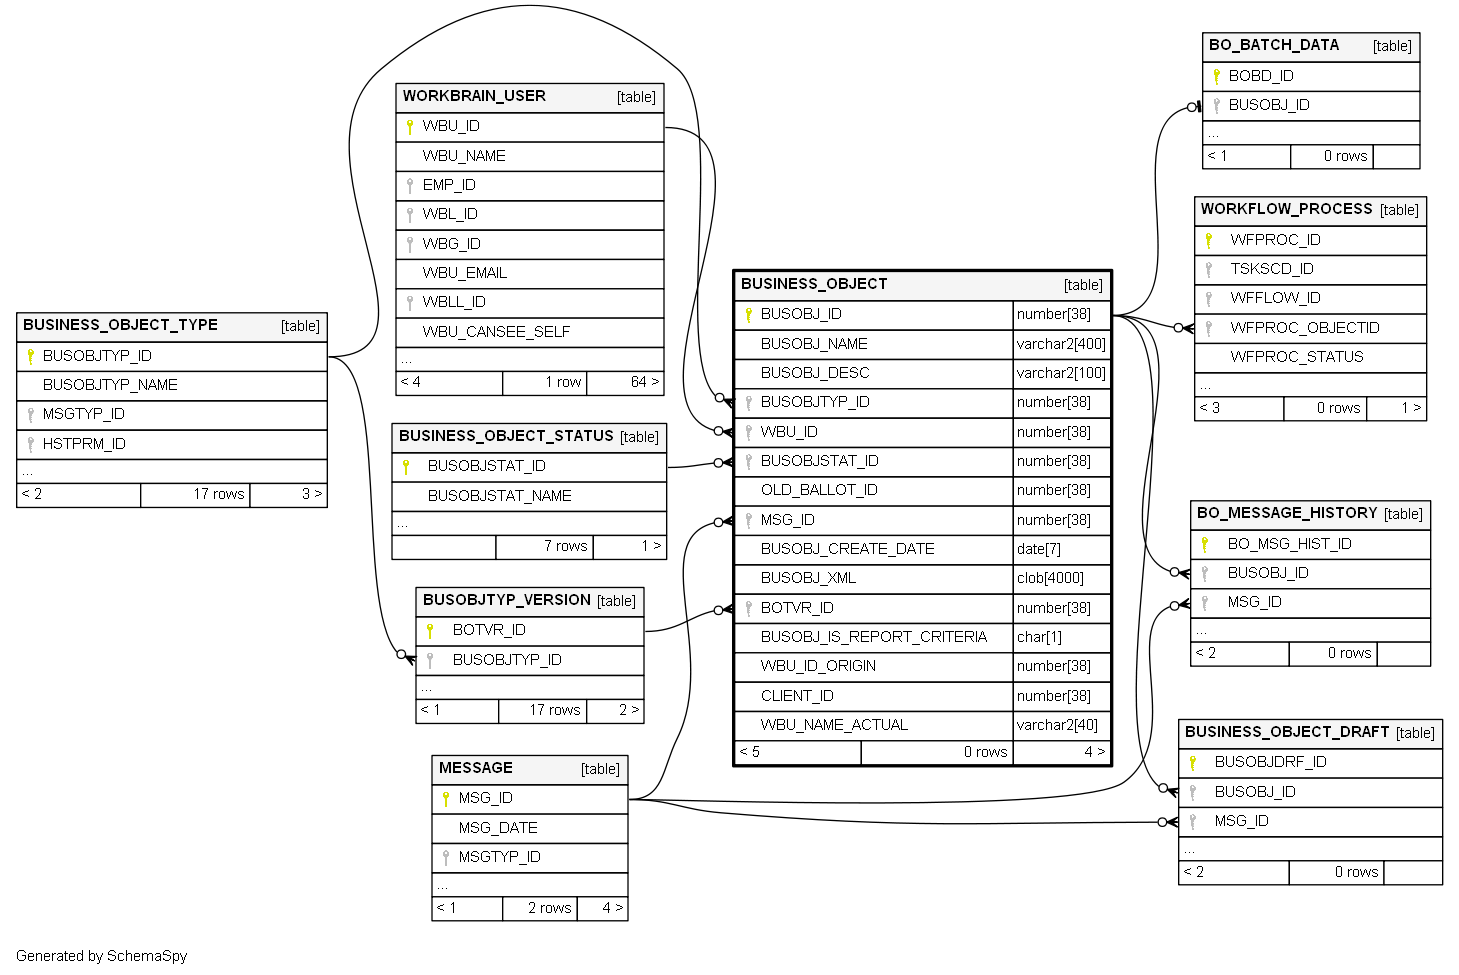 BUSINESS_OBJECT_TYPE [table]
BUSOBJTYP_ID
BUSOBJTYP_NAME
MSGTYP_ID
HSTPRM_ID
...
< 2 17 rows 3 >
WORKBRAIN_USER [table]
WBU_ID
WBU_NAME
EMP_ID
WBL_ID
WBG_ID
WBU_EMAIL
WBLL_ID
WBU_CANSEE_SELF
...
< 4 1 row 64 >
BUSINESS_OBJECT_STATUS [table]
BUSOBJSTAT_ID
BUSOBJSTAT_NAME
...
7 rows 1 >
BUSOBJTYP_VERSION [table]
BOTVR_ID
BUSOBJTYP_ID
...
< 1 17 rows 2 >
MESSAGE [table]
MSG_ID
MSG_DATE
MSGTYP_ID
...
< 1 2 rows 4 >
BUSINESS_OBJECT [table]
BUSOBJ_ID number[38]
BUSOBJ_NAME varchar2[400]
BUSOBJ_DESC varchar2[100]
BUSOBJTYP_ID number[38]
WBU_ID number[38]
BUSOBJSTAT_ID number[38]
OLD_BALLOT_ID number[38]
MSG_ID number[38]
BUSOBJ_CREATE_DATE date[7]
BUSOBJ_XML clob[4000]
BOTVR_ID number[38]
BUSOBJ_IS_REPORT_CRITERIA char[1]
WBU_ID_ORIGIN number[38]
CLIENT_ID number[38]
WBU_NAME_ACTUAL varchar2[40]
< 5 0 rows 4 >
BO_BATCH_DATA [table]
BOBD_ID
BUSOBJ_ID
...
< 1 0 rows
WORKFLOW_PROCESS [table]
WFPROC_ID
TSKSCD_ID
WFFLOW_ID
WFPROC_OBJECTID
WFPROC_STATUS
...
< 3 0 rows 1 >
BO_MESSAGE_HISTORY [table]
BO_MSG_HIST_ID
BUSOBJ_ID
MSG_ID
...
< 2 0 rows
BUSINESS_OBJECT_DRAFT [table]
BUSOBJDRF_ID
BUSOBJ_ID
MSG_ID
...
< 2 0 rows
Generated by SchemaSpy